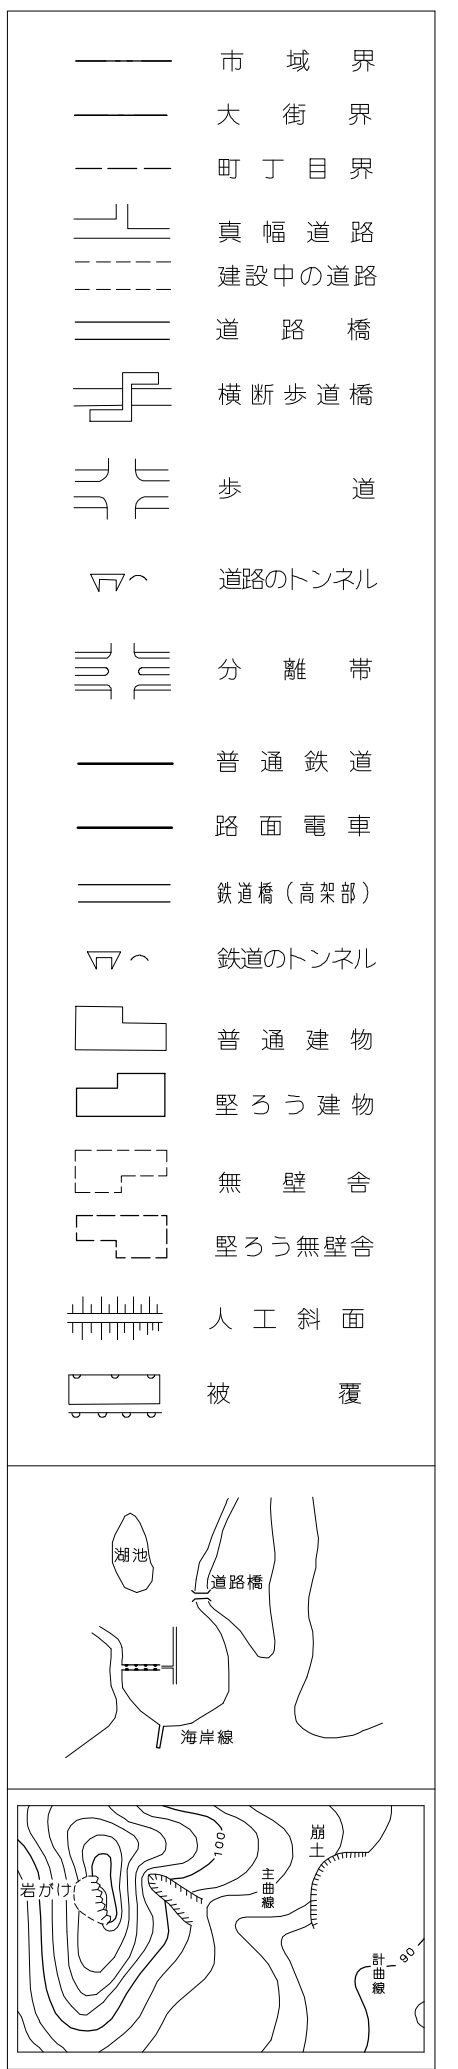 市域界
大街界
町丁目界
真幅道路
建設中の道路
道路橋
横断歩道橋
歩道
道路のトンネル
分離帯
普通鉄道
路面電車
鉄道橋(高架部)
鉄道のトンネル
普通建物
堅ろう建物
無壁舎
堅ろう無壁舎
人工斜面
被覆
湖池
道路橋
海岸線
100
崩土
主曲線
岩がけ
計曲線
90